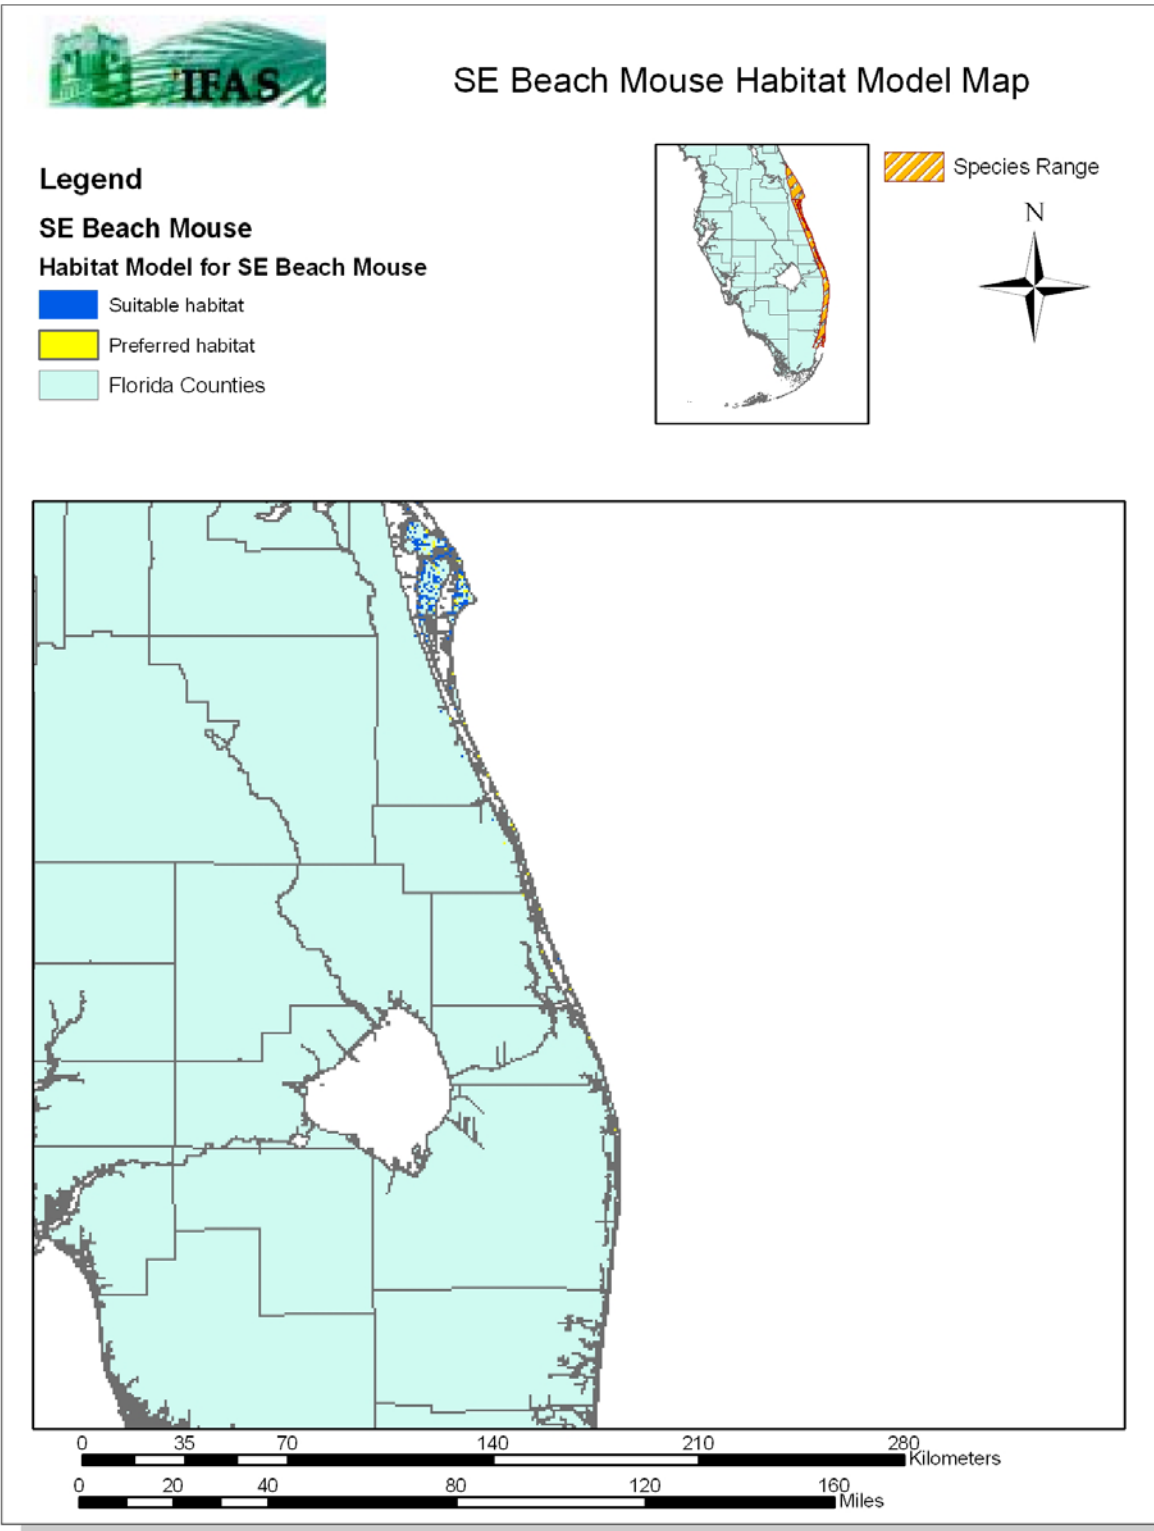 IFAS
SE Beach Mouse Habitat Model Map
Species Range
N
Legend
SE Beach Mouse
Habitat Model for SE Beach Mouse
Suitable habitat
Preferred habitat
Florida Counties
0 35 70 140 210 280
Kilometers
0 20 40 80 120 160
Miles